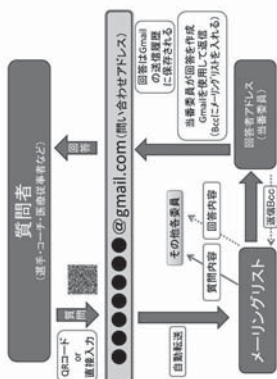 質問者
(選手・コーチ・医療従事者など)
QRコード
or
直接入力
質問
回答
回答はGmail
の送信履歴
に保存される
●●●●●●●@gmail.com(問い合わせアドレス)
自動転送
その他各委員
質問内容
回答内容
当番委員が回答を作成
Gmailを使用して返信
(Bccにメーリングリストを入れる)
メーリングリスト
返信Bcc
回答者アドレス
(当番委員)